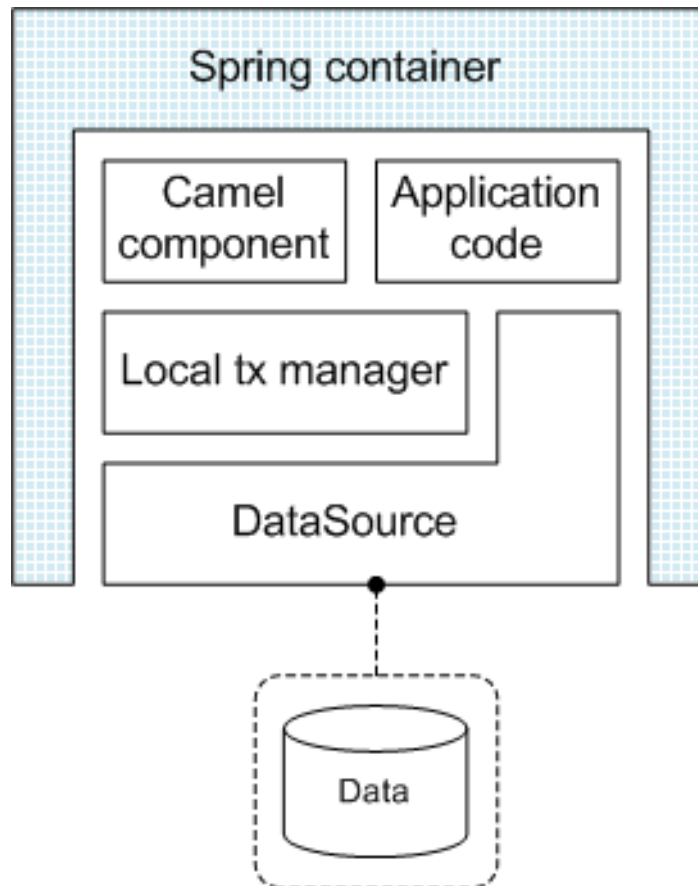 Spring container
Camel
component
Application
code
Local tx manager
DataSource
Data